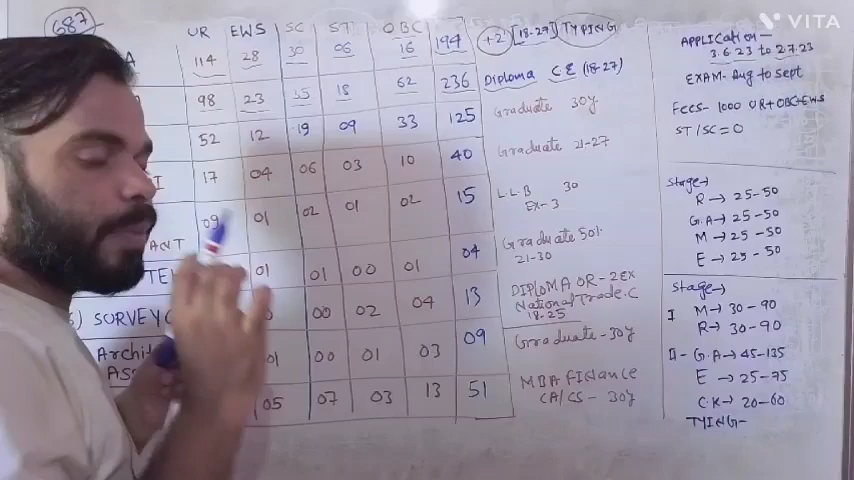 687
UR EWS SC ST OBC
A 114 28 30 06 16 194 +2 [18-27] TYPING
98 23 35 18 62 236 Diploma CE (18-27)
52 12 19 09 33 125 Graduate 30y
I 17 04 06 03 10 40 Graduate 21-27
09 01 02 01 02 15 L.L.B 30
EX-3
ANT
01 01 00 01 04 Graduate 50%
21-30
6) SURVEYO 00 02 04 13 DIPLOMA OR-2EX
National Trade.C
18-25
Archit 01 00 01 03 09 Graduate-30y
Ass
05 07 03 13 51 MBA FINANCE
CA/CS- 30y
APPLICATION-
3.6.23 to 2.7.23
EXAM- Aug to Sept
Fees- 1000 UR+OBC+EWS
ST/SC=0
Stage→
R→ 25-50
G.A→ 25-50
M→ 25-50
E→ 25-50
Stage→
I M→ 30-90
R→ 30-90
II- G.A→ 45-135
E→ 25-75
C.K→ 20-60
TYING-
VITA